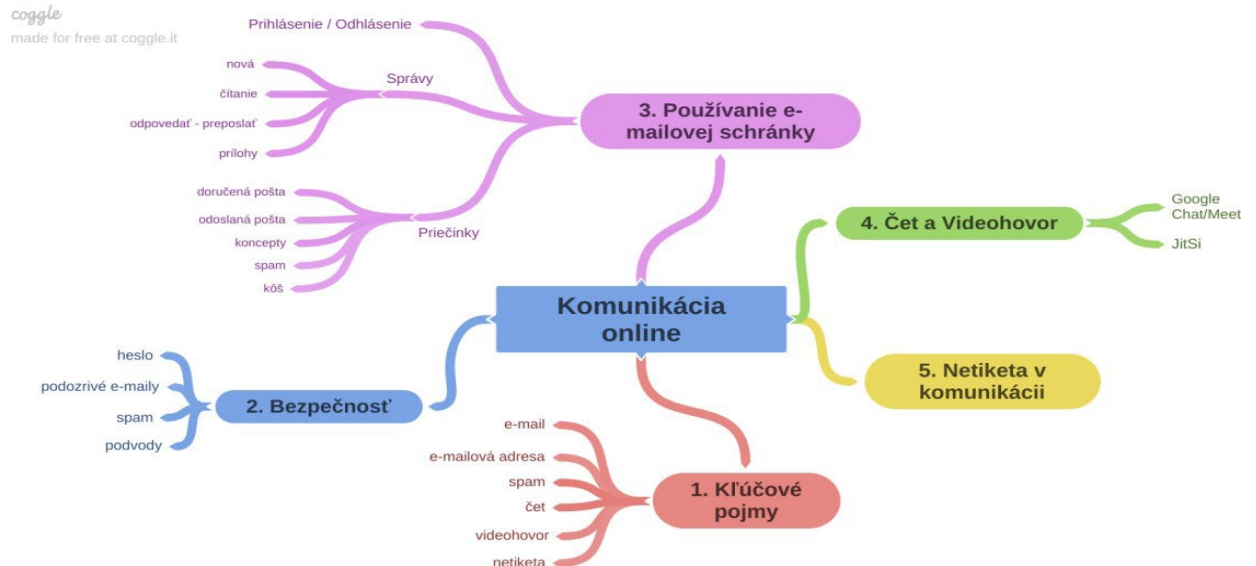 coggle
made for free at coggle.it
Prihlásenie / Odhlásenie
nová
Správy
čítanie
odpovedať - preposlať
prílohy
3. Používanie e-
mailovej schránky
doručená pošta
odoslaná pošta
Priečinky
koncepty
spam
kôš
4. Čet a Videohovor
Google
Chat/Meet
JitSi
Komunikácia
online
5. Netiketa v
komunikácii
heslo
podozrivé e-maily
2. Bezpečnosť
spam
podvody
e-mail
e-mailová adresa
spam
čet
videohovor
netiketa
1. Kľúčové
pojmy